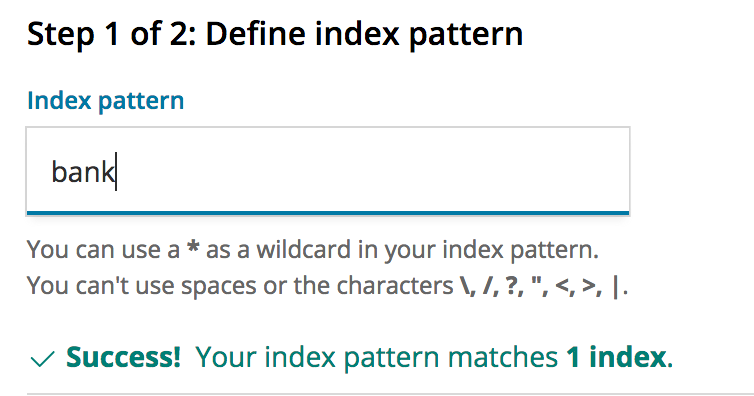 Step 1 of 2: Define index pattern
Index pattern
bank
You can use a * as a wildcard in your index pattern.
You can't use spaces or the characters \, /, ?, ", <, >, |.
✓ Success! Your index pattern matches 1 index.